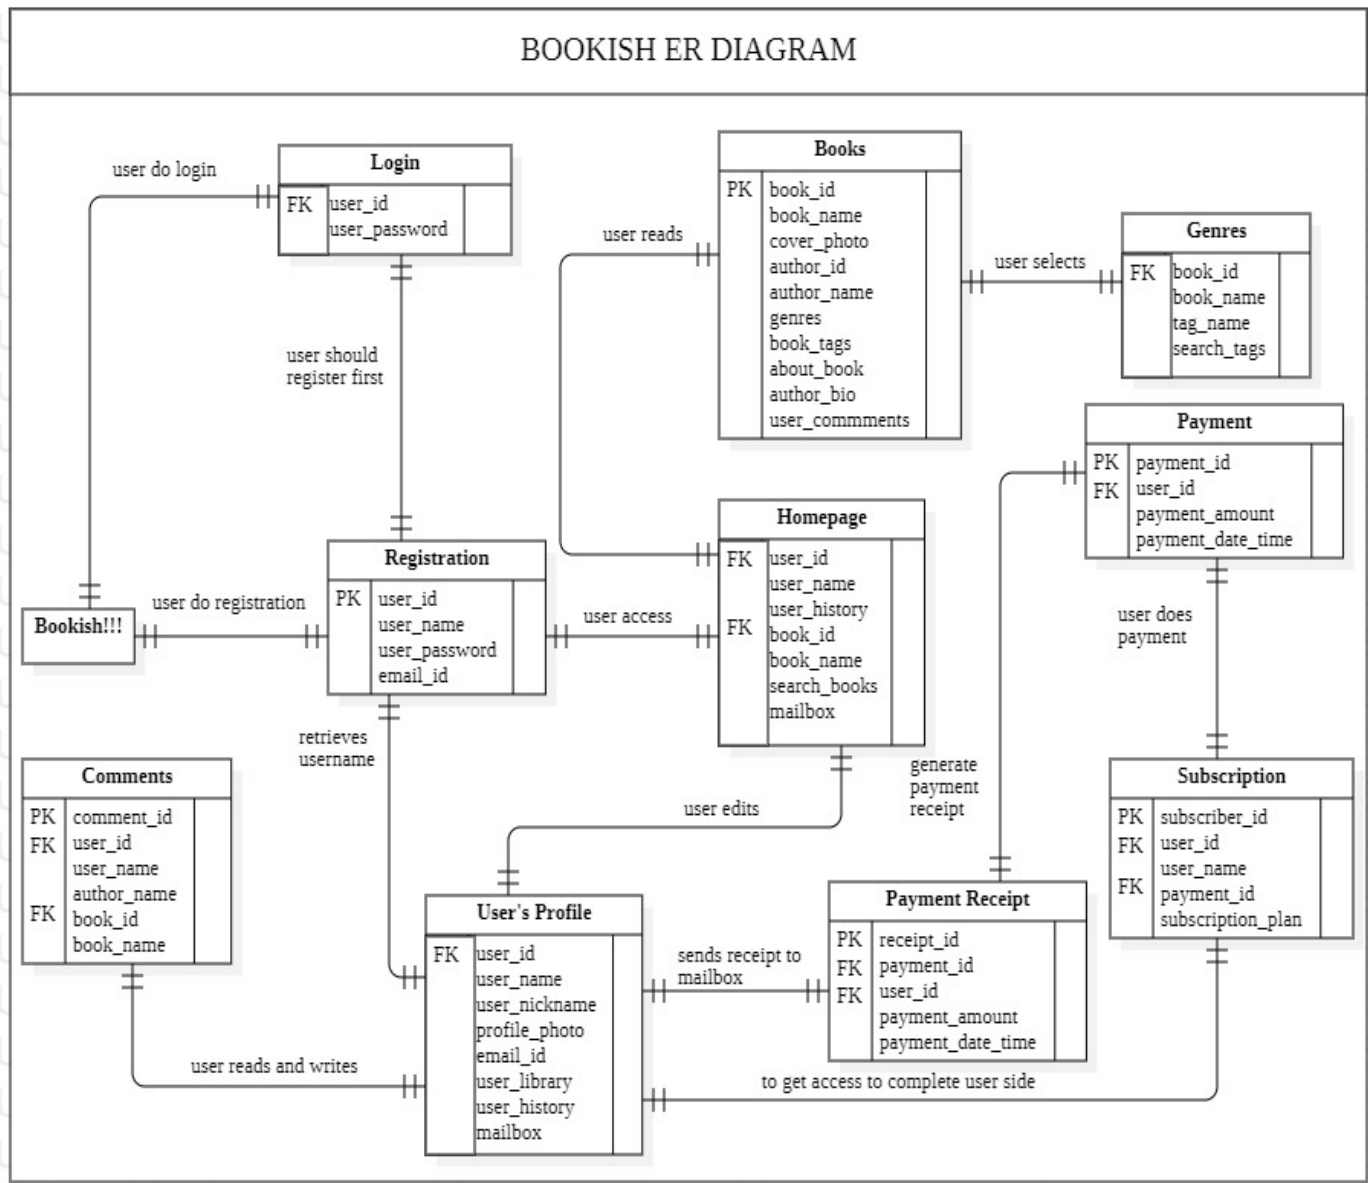 BOOKISH ER DIAGRAM
user do login
Login
FK user_id
user_password
user should
register first
Books
PK book_id
book_name
cover_photo
author_id
author_name
genres
book_tags
about_book
author_bio
user_commments
user reads
user selects
Genres
FK book_id
book_name
tag_name
search_tags
Payment
PK payment_id
FK user_id
payment_amount
payment_date_time
Homepage
FK user_id
user_name
user_history
FK book_id
book_name
search_books
mailbox
Registration
PK user_id
user_name
user_password
email_id
user do registration
Bookish!!!
user access
user does
payment
retrieves
username
generate
payment
receipt
user edits
Comments
PK comment_id
FK user_id
user_name
author_name
FK book_id
book_name
Subscription
PK subscriber_id
FK user_id
user_name
FK payment_id
subscription_plan
User's Profile
FK user_id
user_name
user_nickname
profile_photo
email_id
user_library
user_history
mailbox
Payment Receipt
PK receipt_id
FK payment_id
FK user_id
payment_amount
payment_date_time
sends receipt to
mailbox
user reads and writes
to get access to complete user side